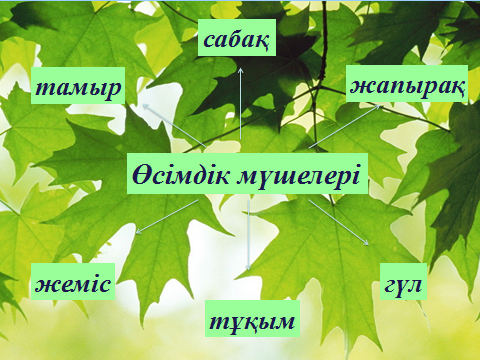 сабақ
тамыр
жапырақ
Өсімдік мүшелері
жеміс
гүл
тұқым